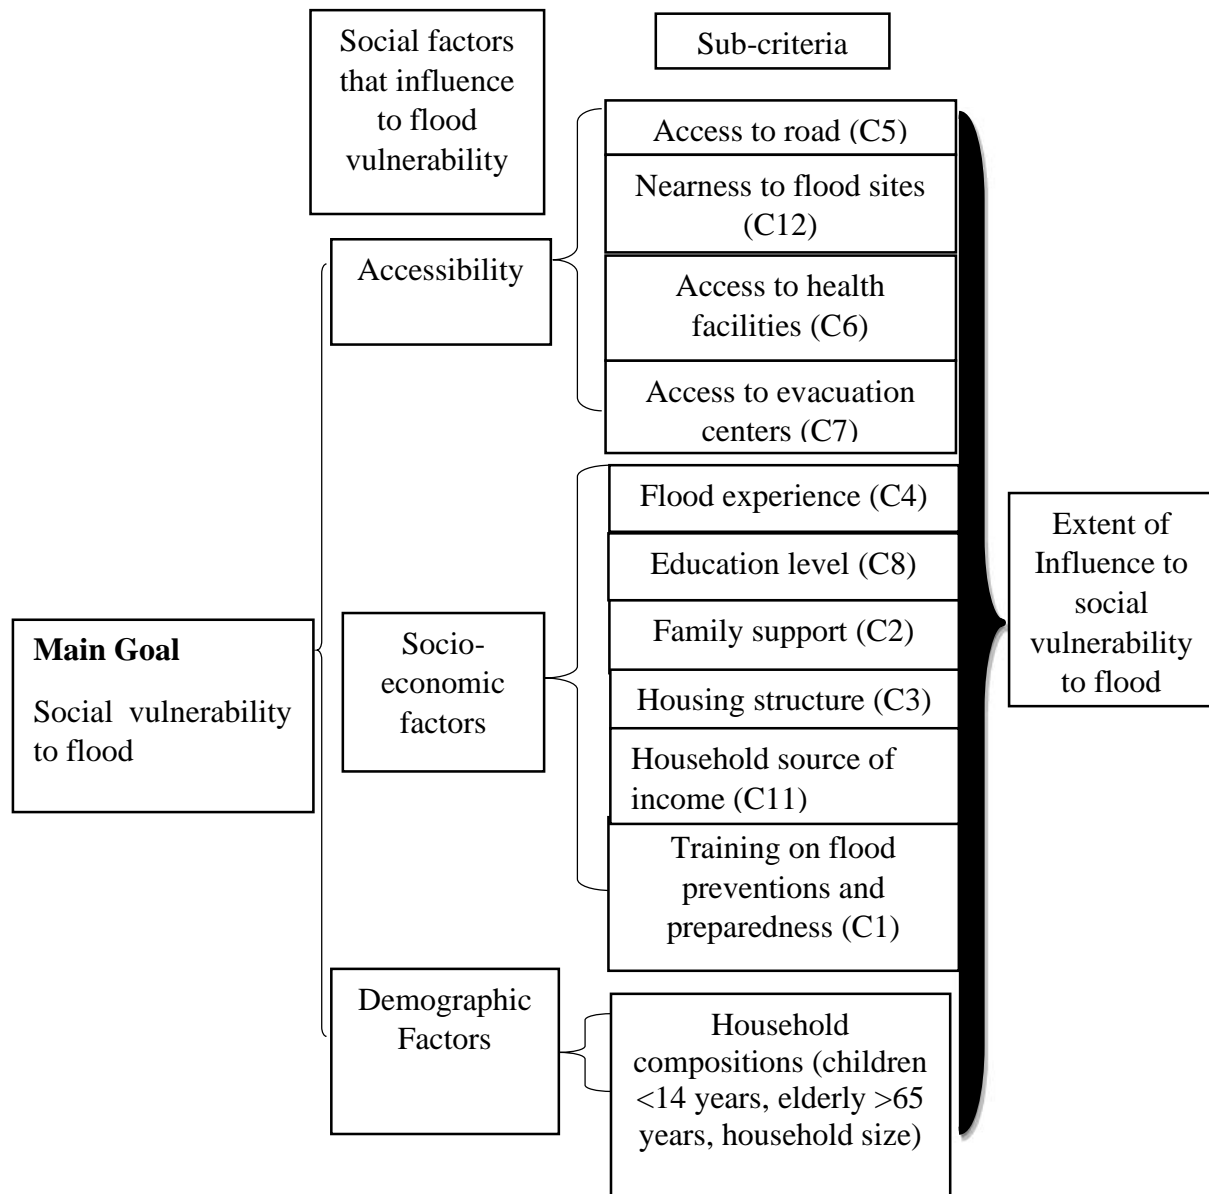 Social factors
that influence
to flood
vulnerability
Sub-criteria
Access to road (C5)
Nearness to flood sites
(C12)
Accessibility
Access to health
facilities (C6)
Access to evacuation
centers (C7)
Flood experience (C4)
Education level (C8)
Family support (C2)
Housing structure (C3)
Household source of
income (C11)
Training on flood
preventions and
preparedness (C1)
Socio-
economic
factors
Main Goal
Social vulnerability
to flood
Extent of
Influence to
social
vulnerability
to flood
Demographic
Factors
Household
compositions (children
<14 years, elderly >65
years, household size)